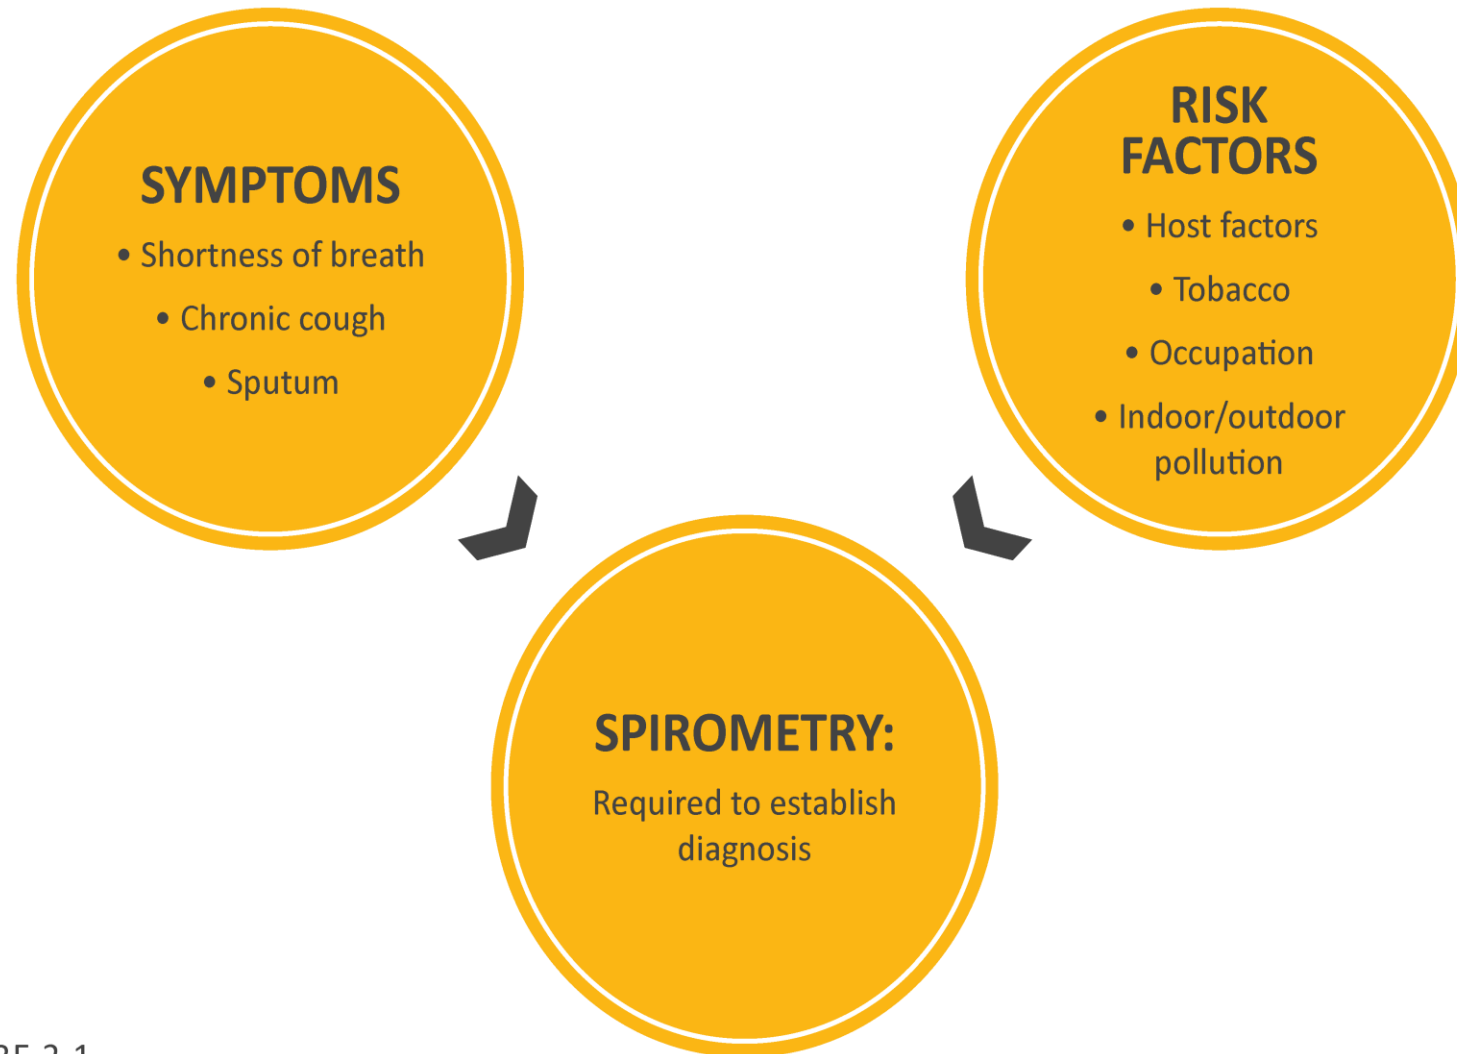 SYMPTOMS
• Shortness of breath
• Chronic cough
• Sputum
RISK
FACTORS
• Host factors
• Tobacco
• Occupation
• Indoor/outdoor
pollution
SPIROMETRY:
Required to establish
diagnosis